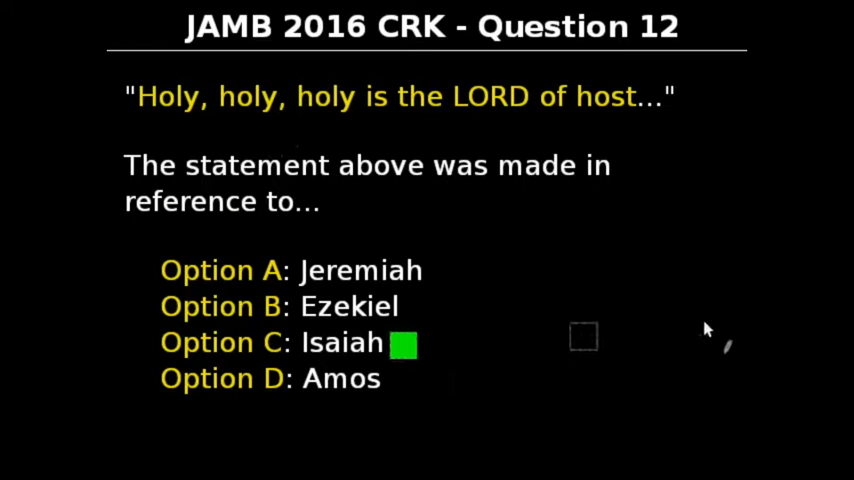 JAMB 2016 CRK - Question 12
"Holy, holy, holy is the LORD of host..."
The statement above was made in
reference to...
Option A: Jeremiah
Option B: Ezekiel
Option C: Isaiah
Option D: Amos